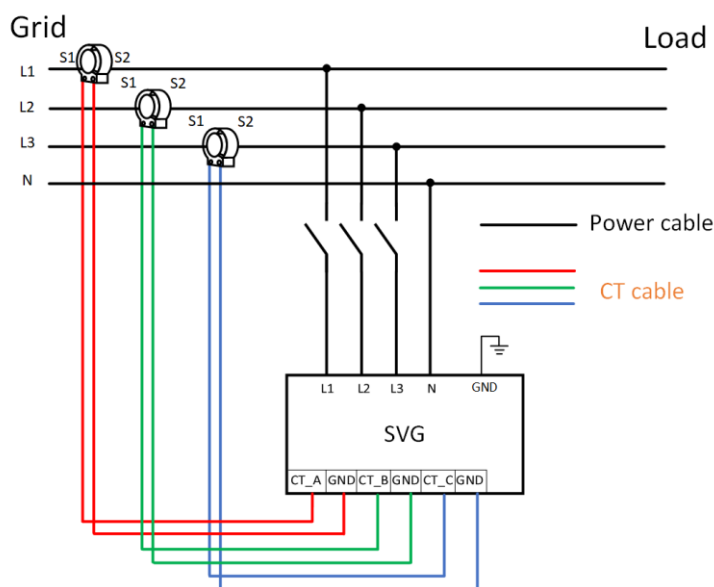 Grid
Load
S1 S2
L1
S1 S2
L2
S1 S2
L3
N
Power cable
CT cable
L1 L2 L3 N GND
SVG
CT_A GND CT_B GND CT_C GND